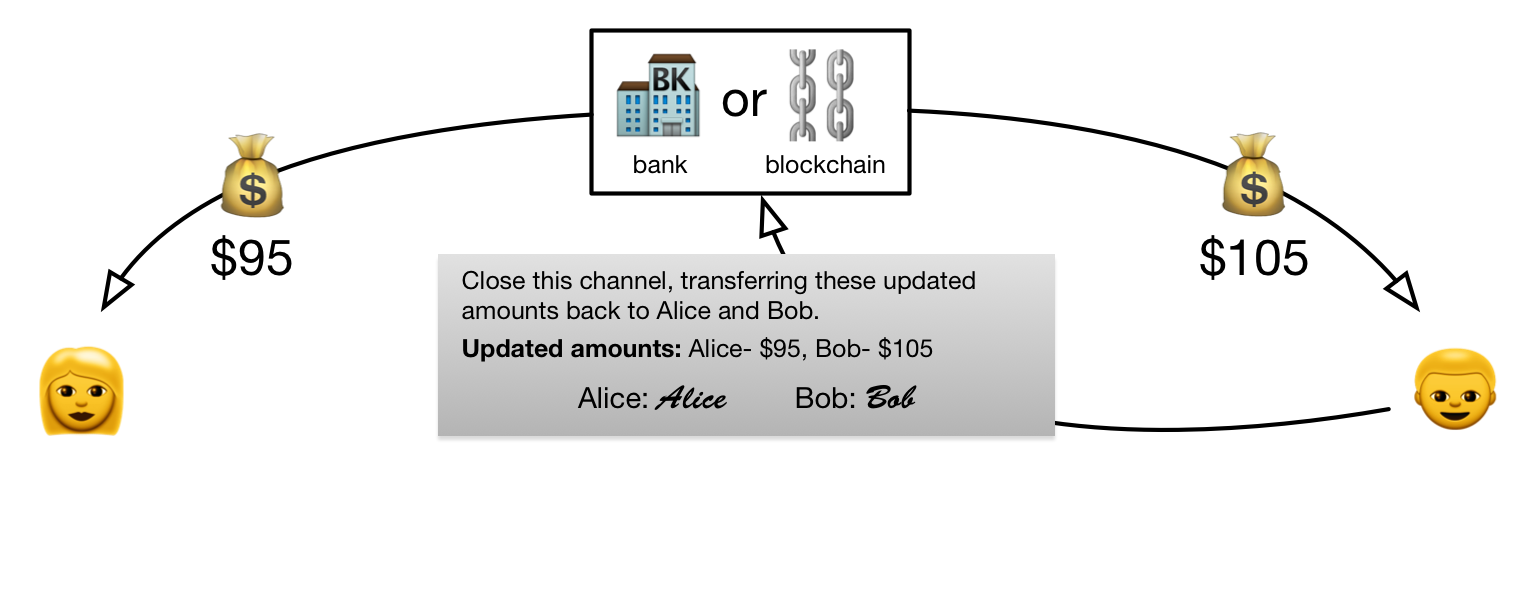 BK
or
bank
blockchain
$
$95
$
$105
Close this channel, transferring these updated
amounts back to Alice and Bob.
Updated amounts: Alice- $95, Bob- $105
Alice: Alice
Bob: Bob